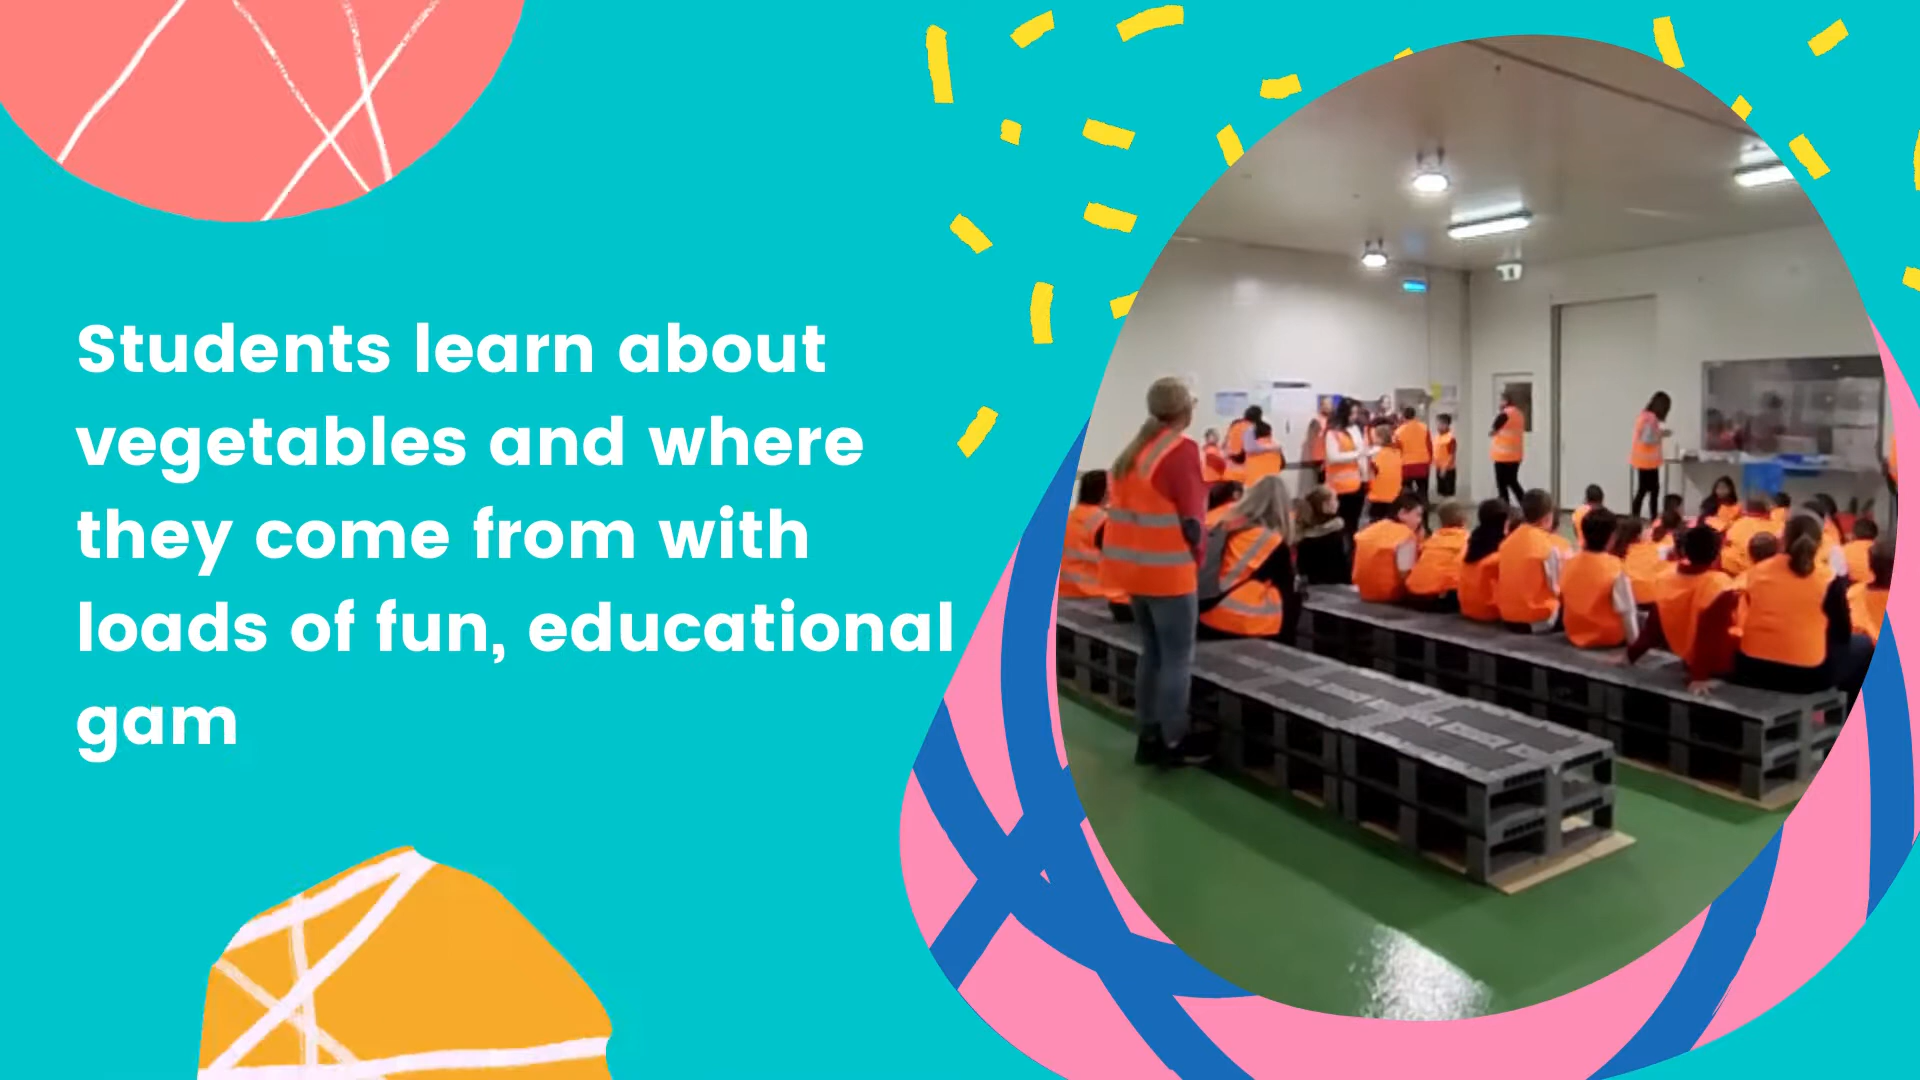 Students learn about
vegetables and where
they come from with
loads of fun, educational
gam